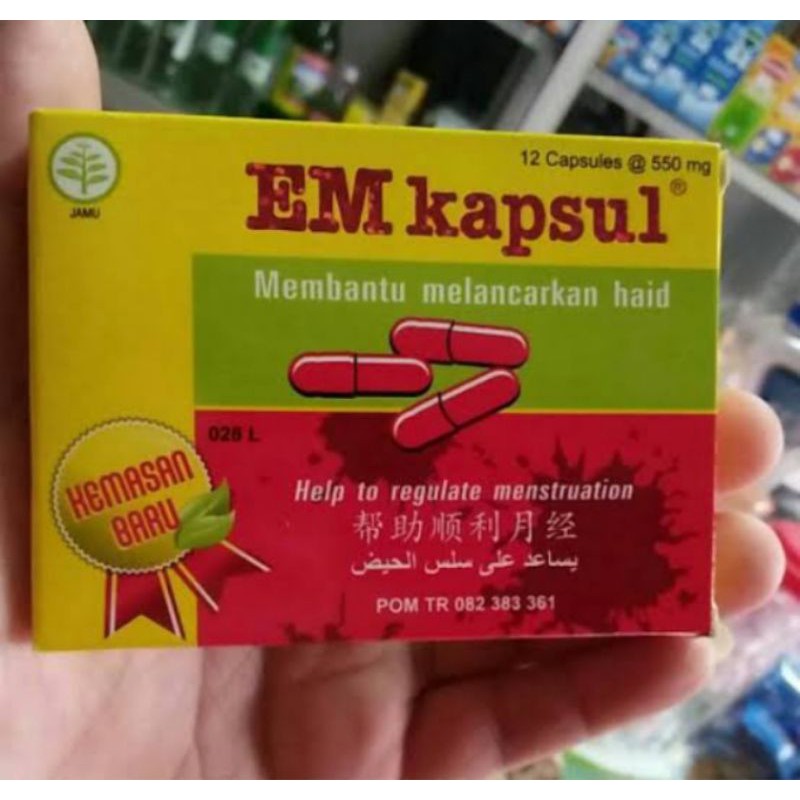 12 Capsules @ 550 mg
JAMU
EM kapsul®
Membantu melancarkan haid
028 L
KEMASAN
BARU
Help to regulate menstruation
帮助顺利月经
يساعد على سلس الحيض
POM TR 082 383 361